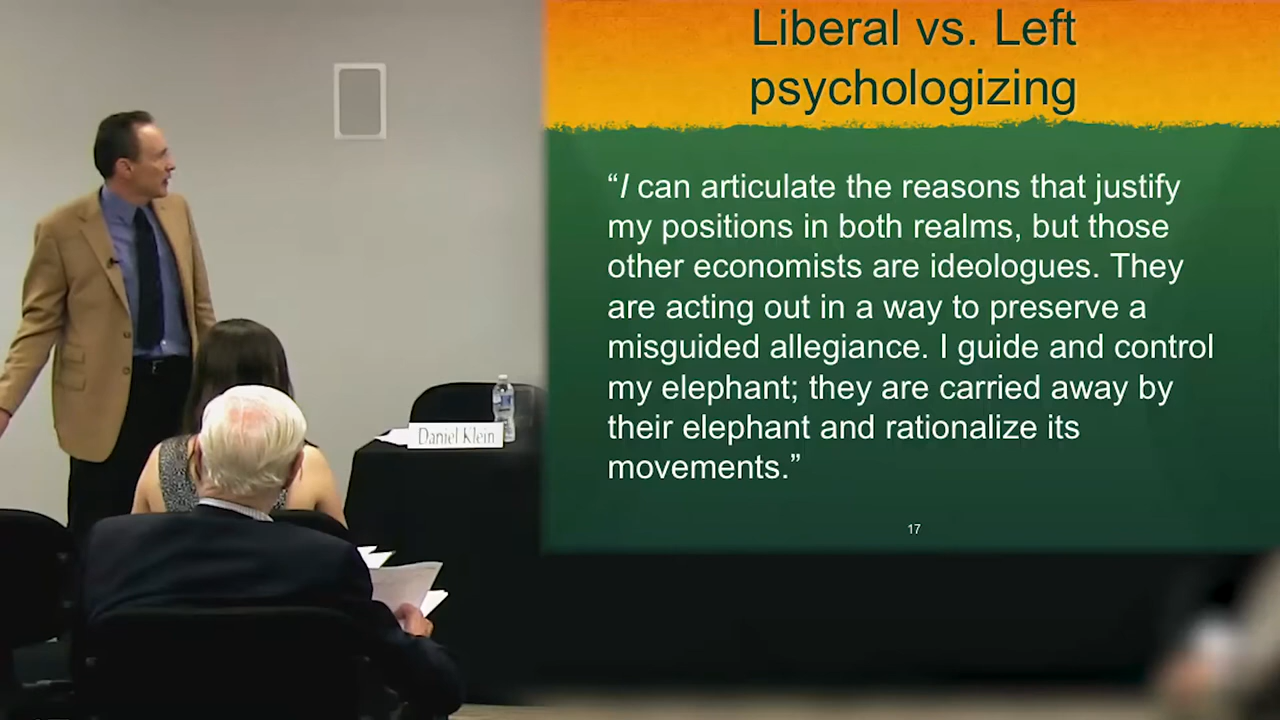 Liberal vs. Left
psychologizing
“I can articulate the reasons that justify
my positions in both realms, but those
other economists are ideologues. They
are acting out in a way to preserve a
misguided allegiance. I guide and control
my elephant; they are carried away by
their elephant and rationalize its
movements.”
17
Daniel Klein